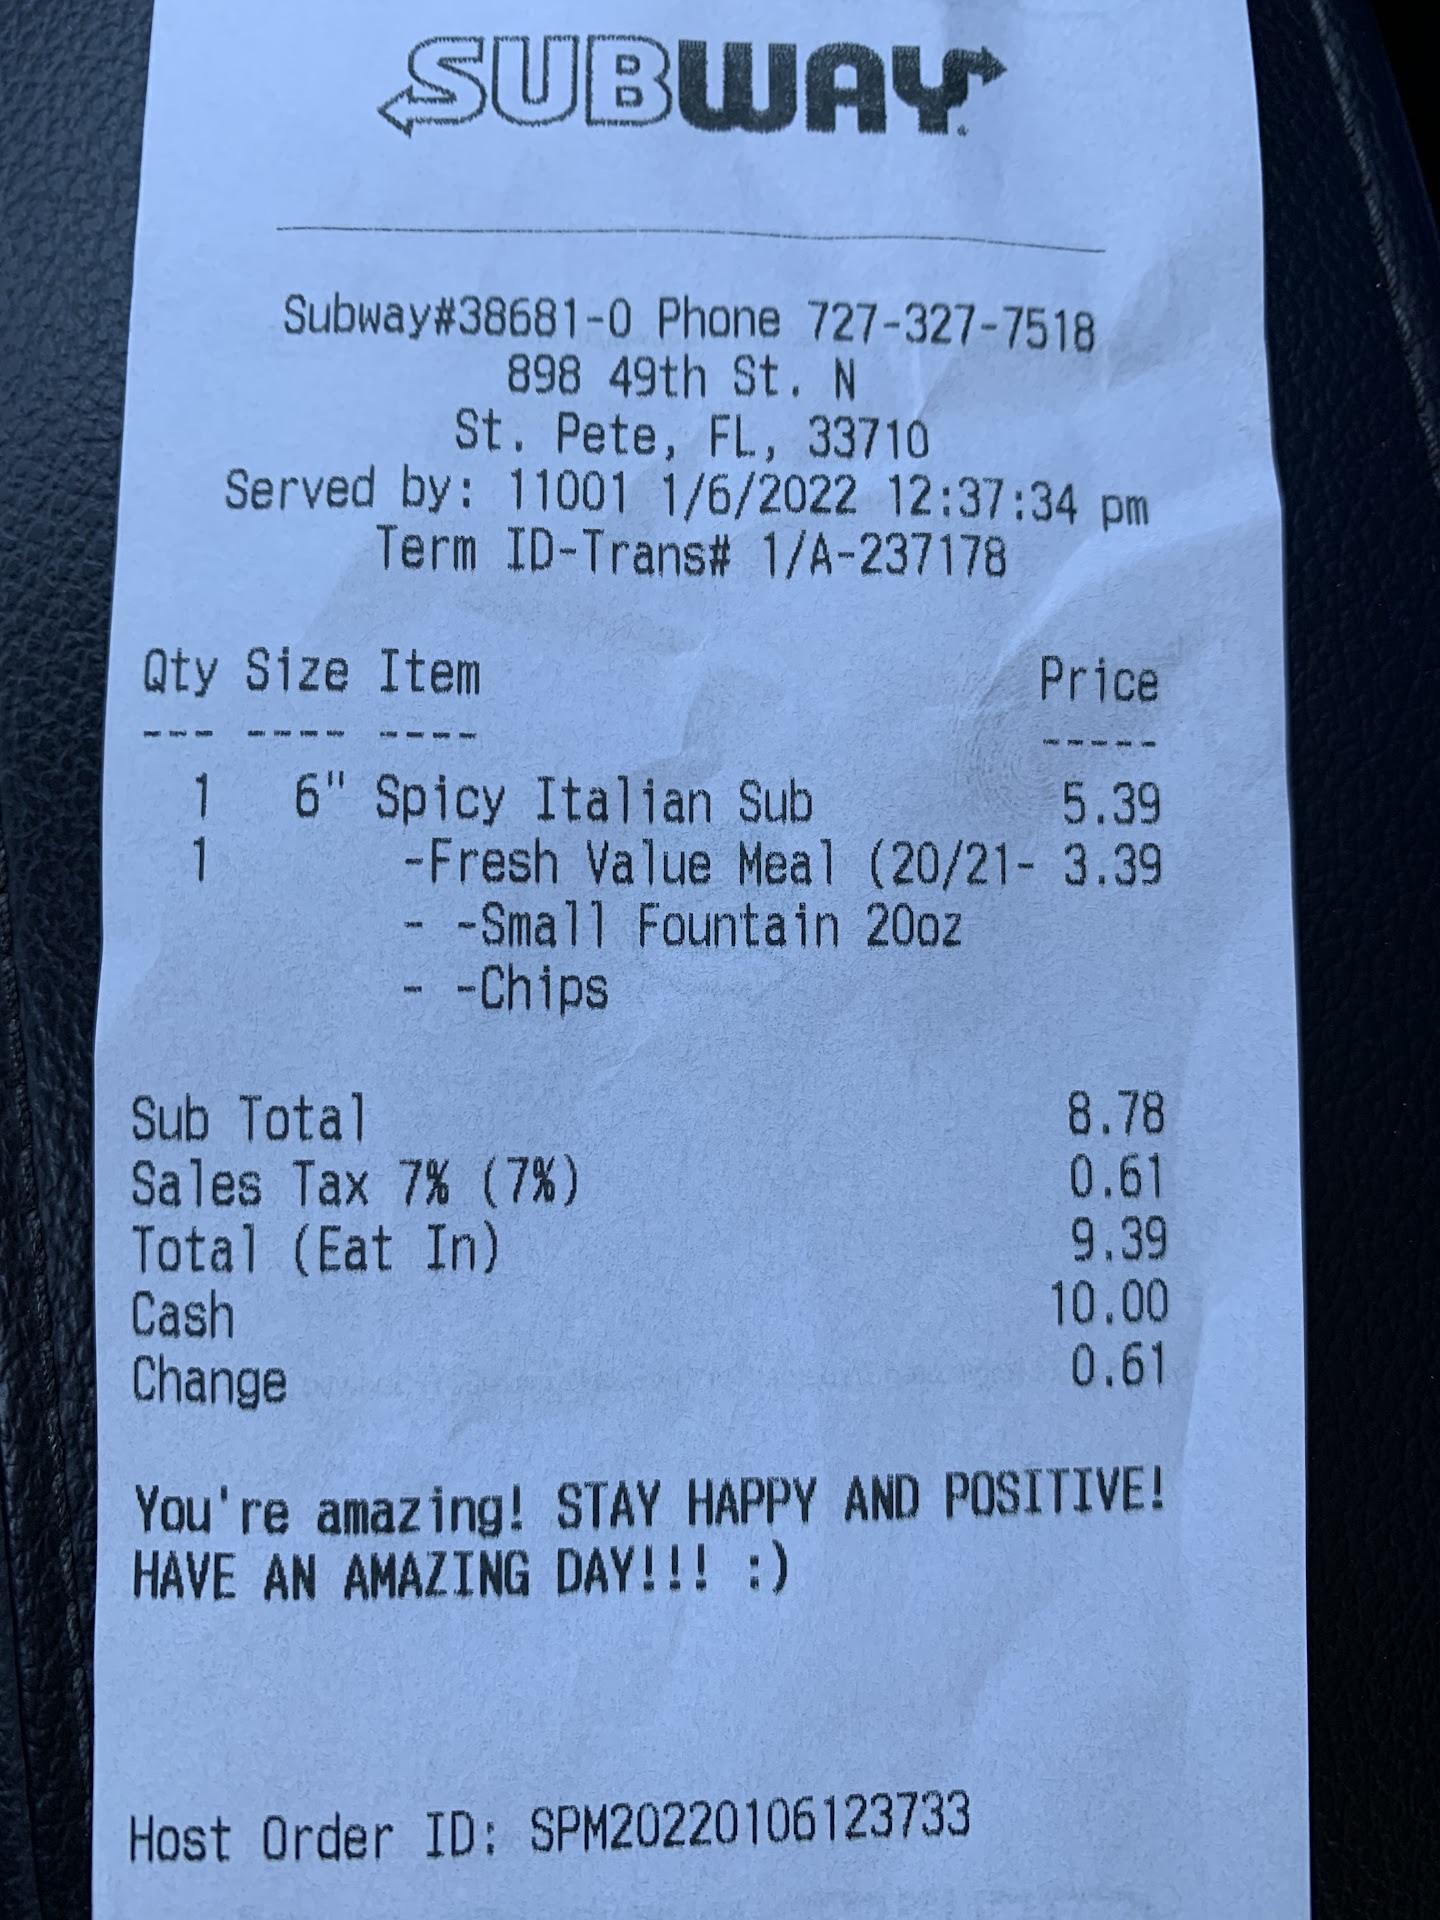 SUBWAY
Subway#38681-0 Phone 727-327-7518
898 49th St. N
St. Pete, FL, 33710
Served by: 11001 1/6/2022 12:37:34 pm
Term ID-Trans# 1/A-237178
Qty Size Item Price
--- ---- ---- -----
1 6" Spicy Italian Sub 5.39
1 -Fresh Value Meal (20/21- 3.39
- -Small Fountain 20oz
- -Chips
Sub Total 8.78
Sales Tax 7% (7%) 0.61
Total (Eat In) 9.39
Cash 10.00
Change 0.61
You're amazing! STAY HAPPY AND POSITIVE!
HAVE AN AMAZING DAY!!! :)
Host Order ID: SPM20220106123733